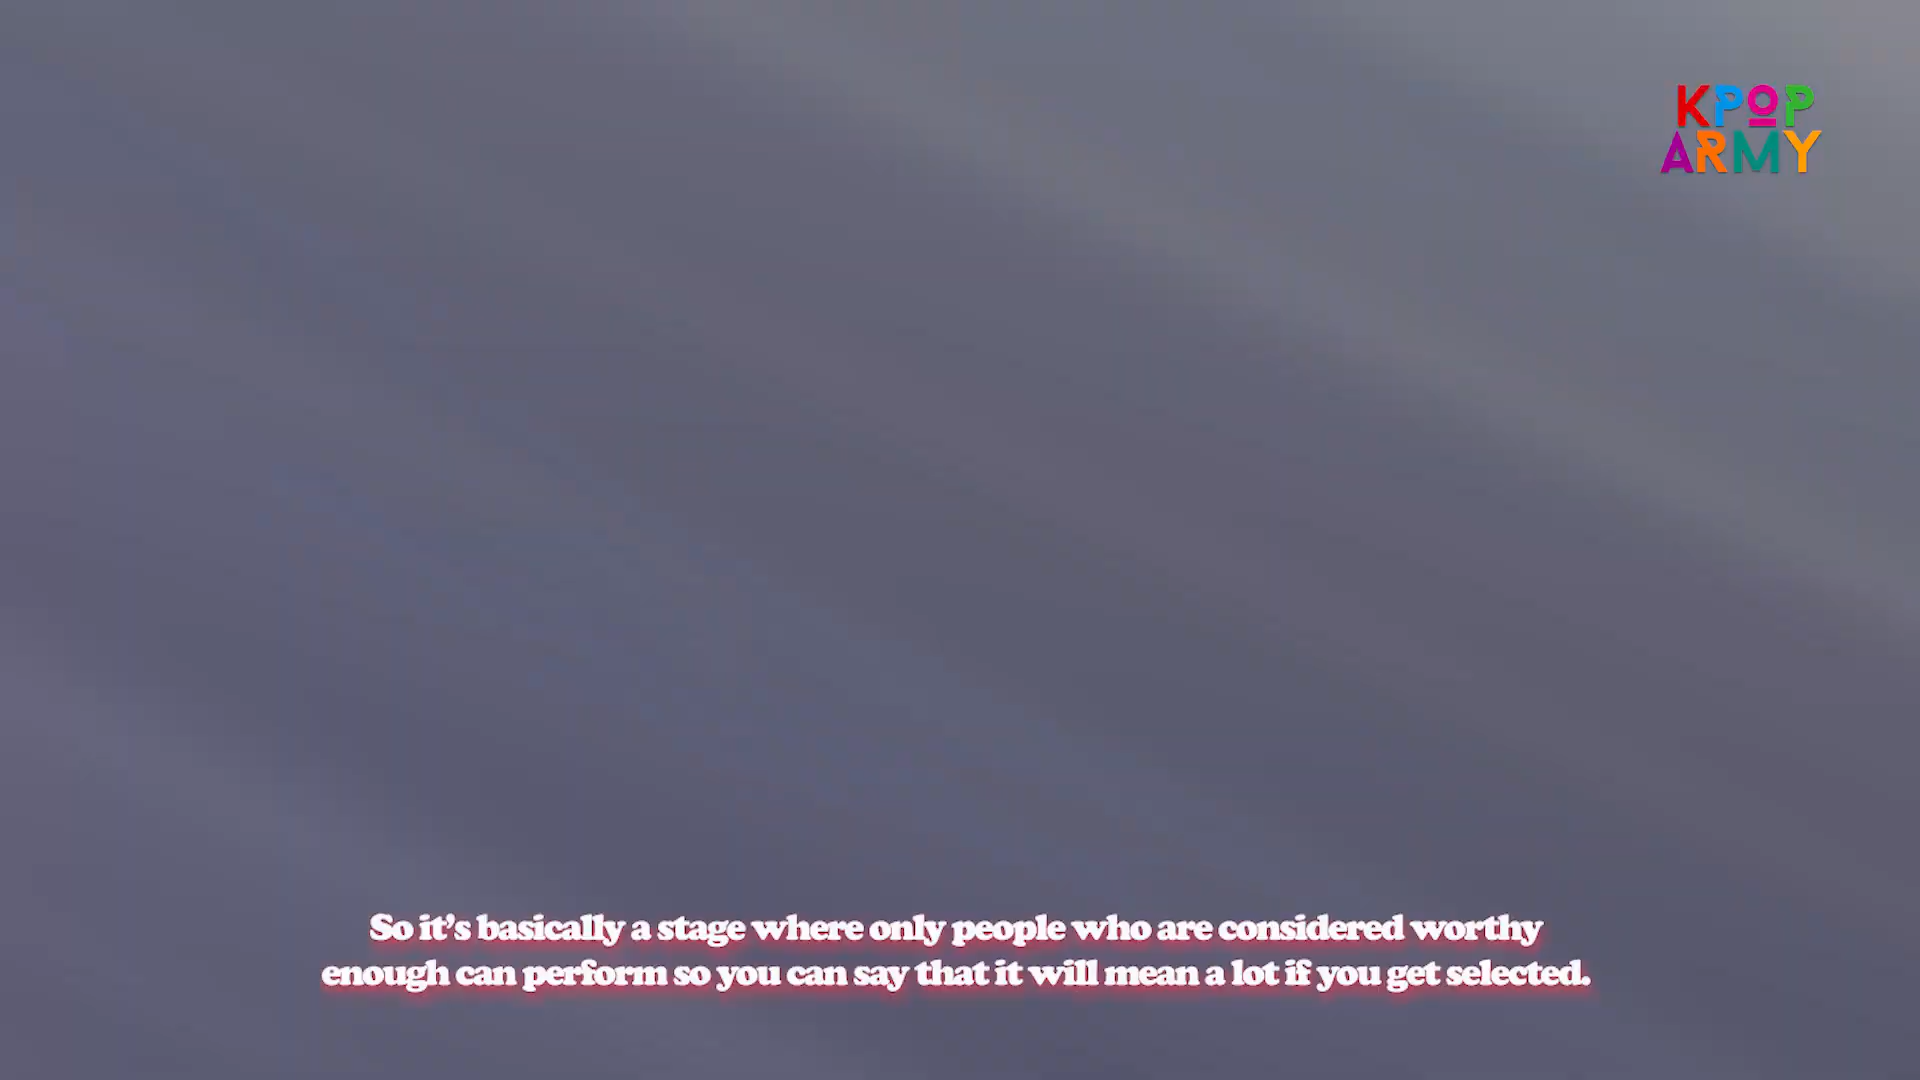 KPOP
ARMY
So it's basically a stage where only people who are considered worthy
enough can perform so you can say that it will mean a lot if you get selected.